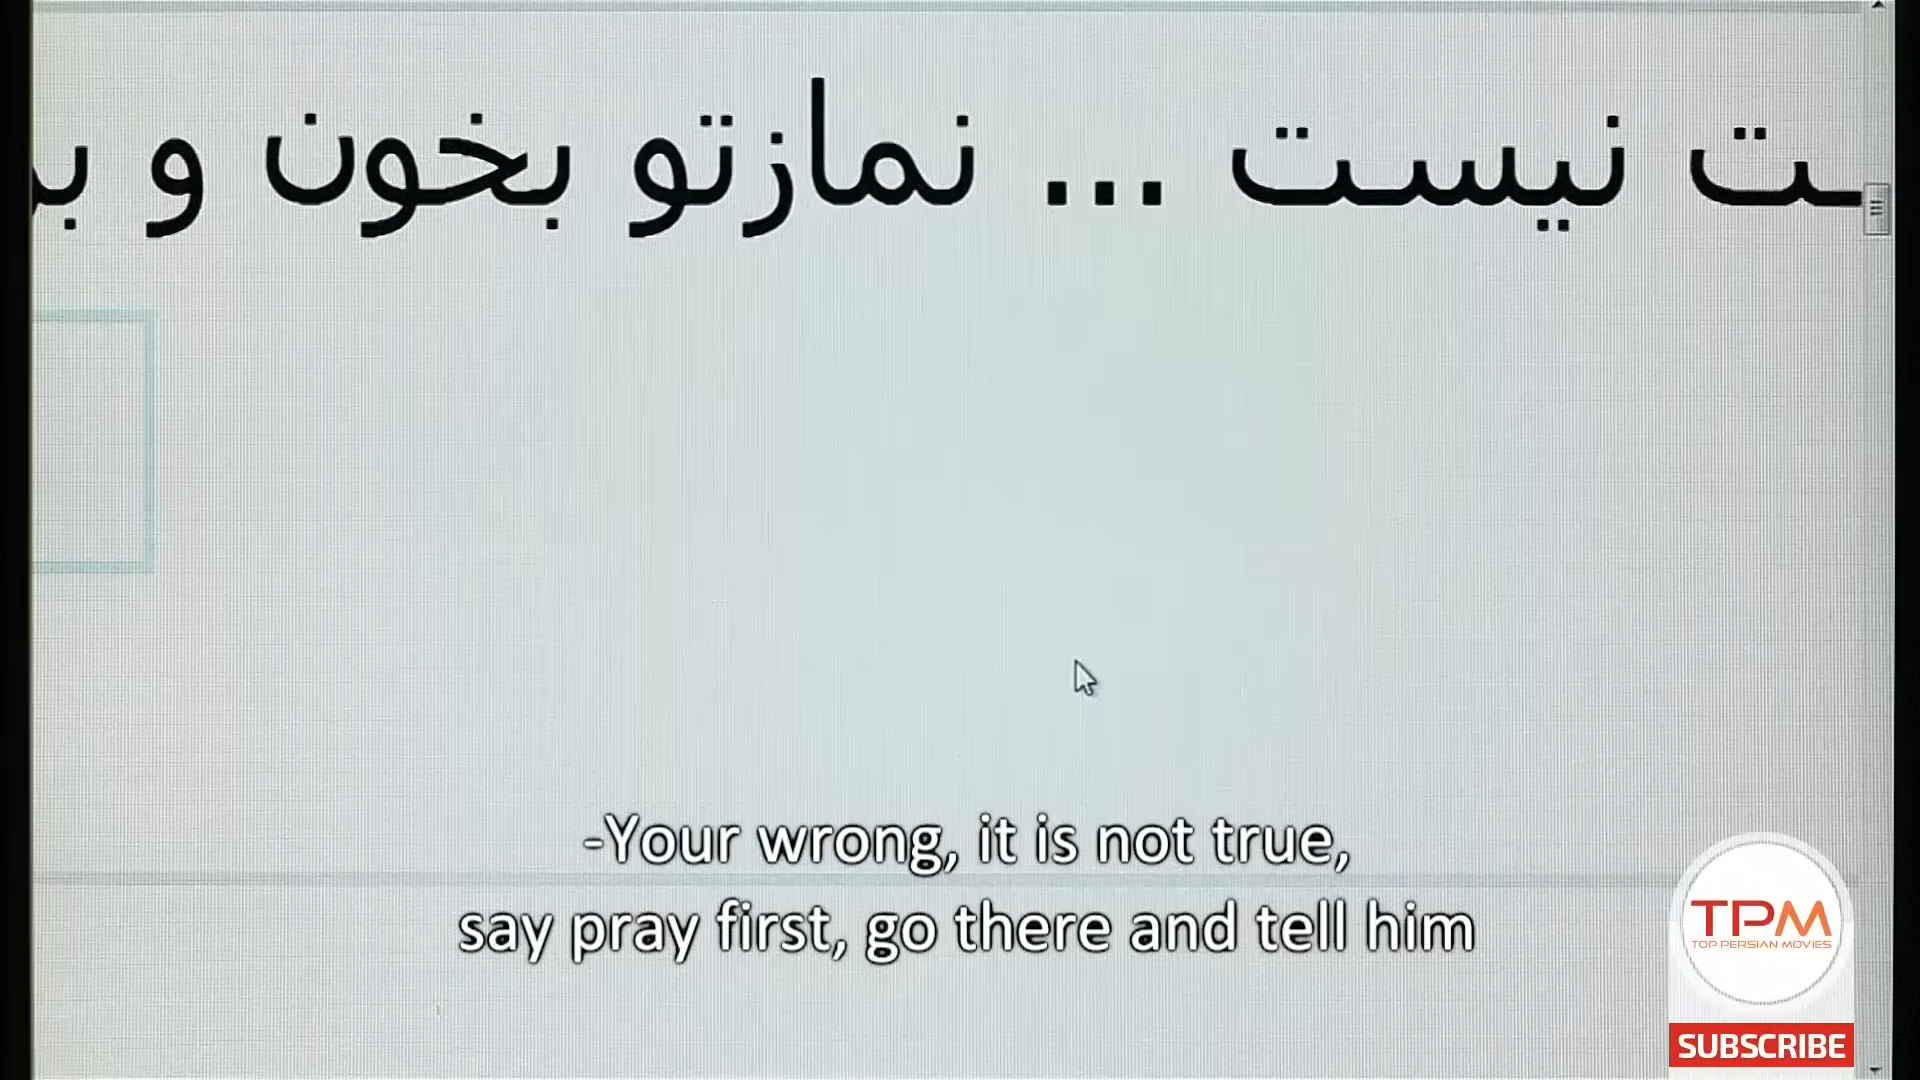 نیست ... نمازتو بخون و
-Your wrong, it is not true,
say pray first, go there and tell him
TPM
TOP PERSIAN MOVIES
SUBSCRIBE